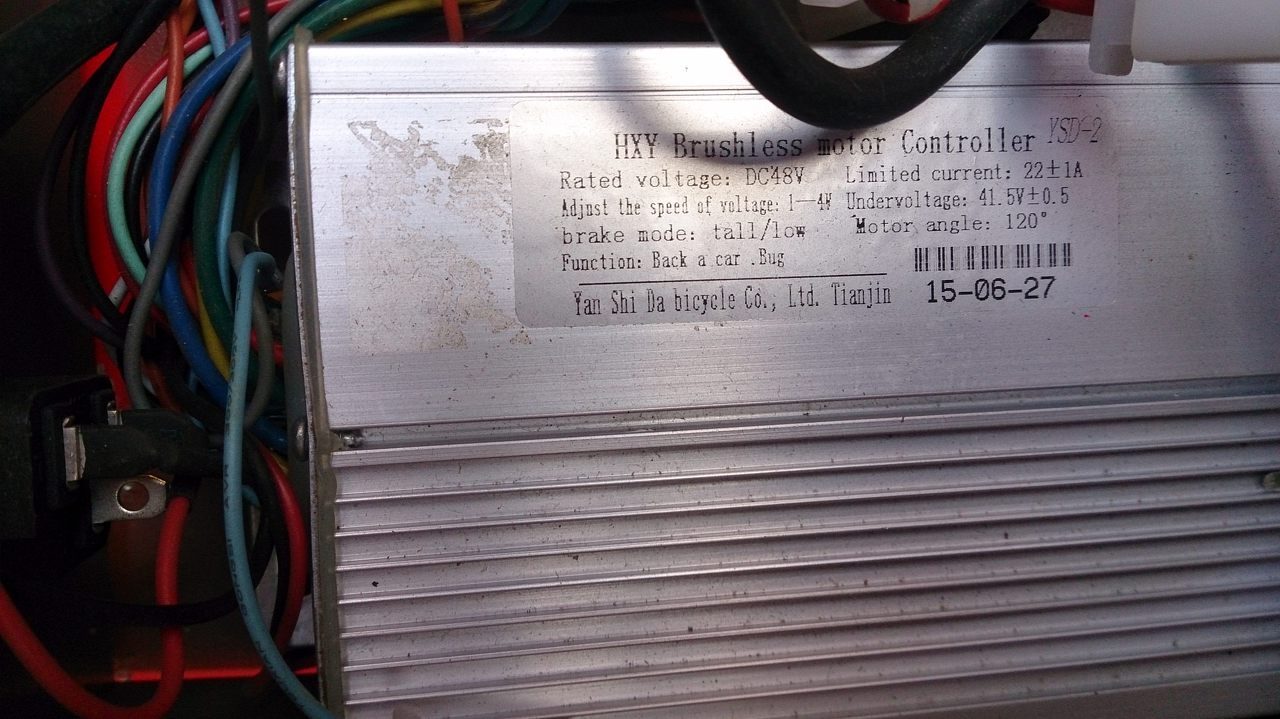 HXY Brushless motor Controller YSD-2
Rated voltage: DC48V Limited current: 22±1A
Adjust the speed of voltage: 1—4V Undervoltage: 41.5V±0.5
brake mode: tall/low Motor angle: 120°
Function: Back a car .Bug
Yan Shi Da bicycle Co., Ltd. Tianjin 15-06-27